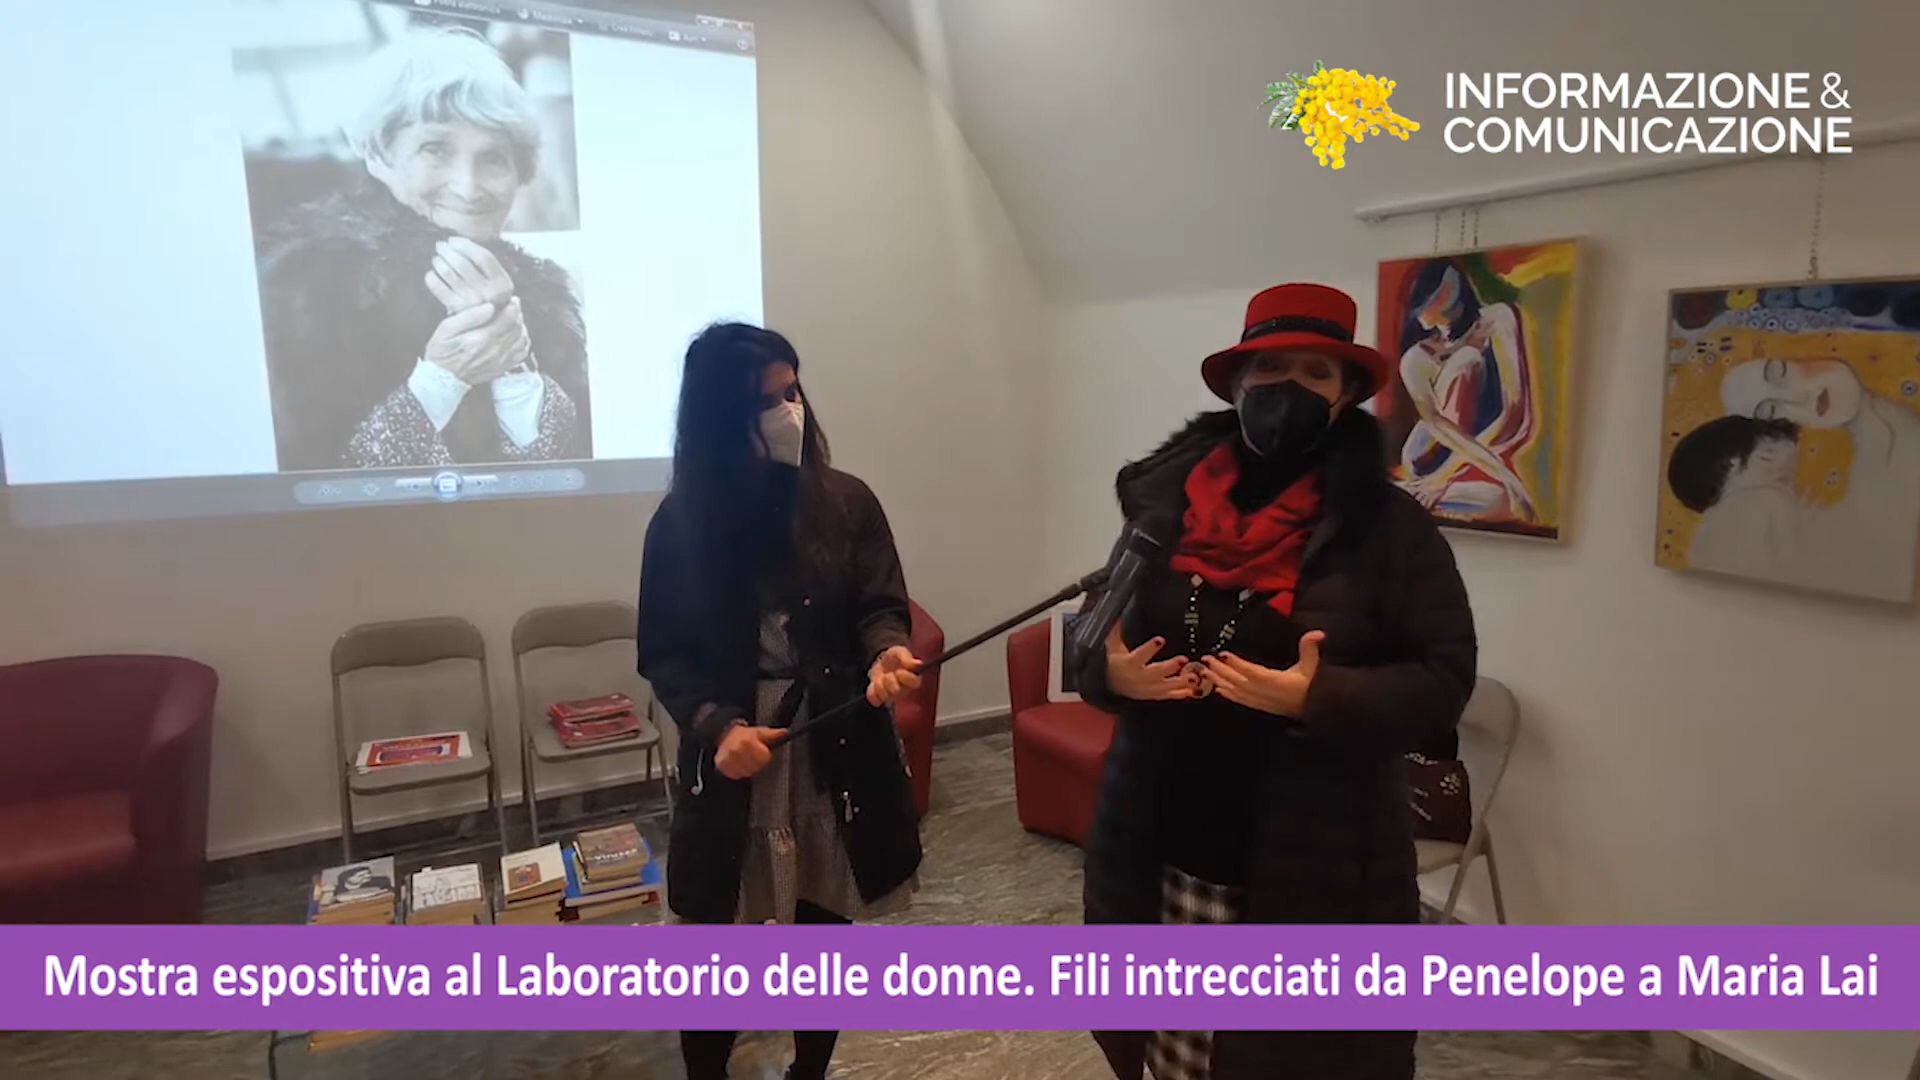 INFORMAZIONE &
COMUNICAZIONE
Mostra espositiva al Laboratorio delle donne. Fili intrecciati da Penelope a Maria Lai